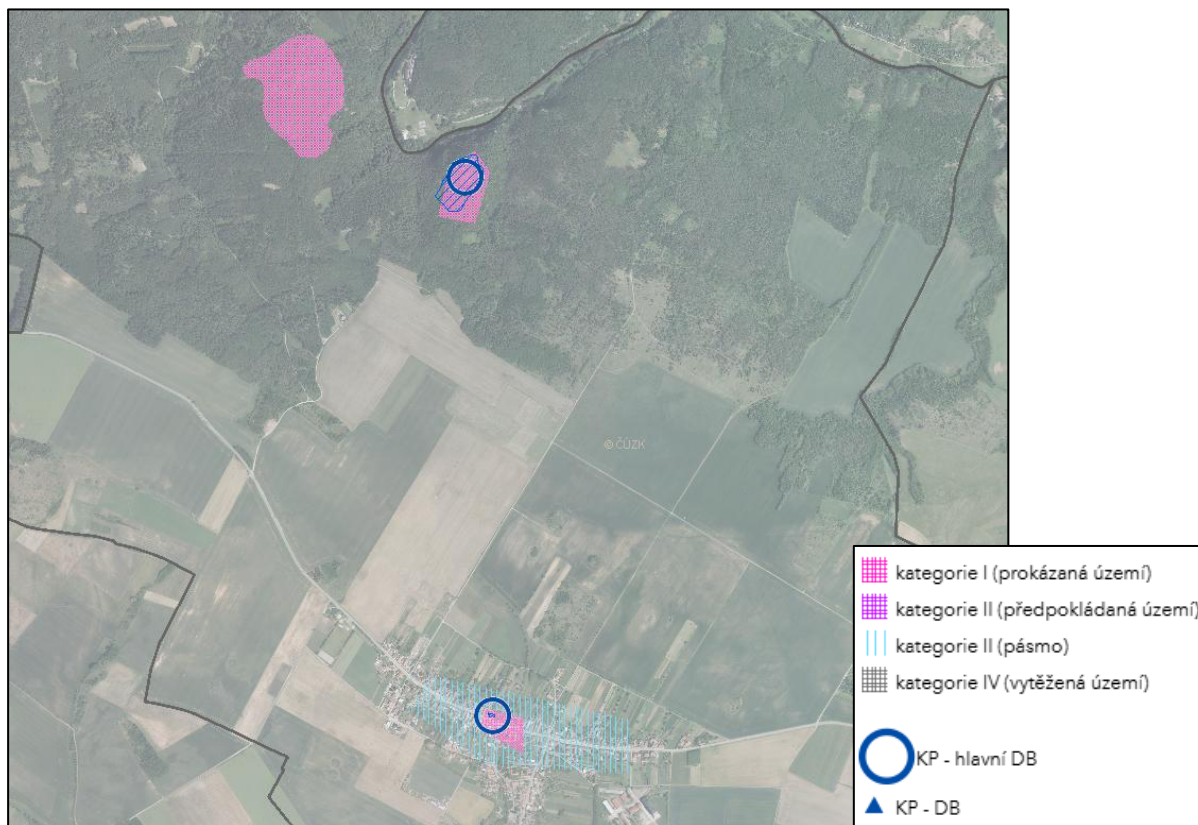 © ČÚZK
kategorie I (prokázaná území)
kategorie II (předpokládaná území)
kategorie II (pásmo)
kategorie IV (vytěžená území)
KP - hlavní DB
KP - DB